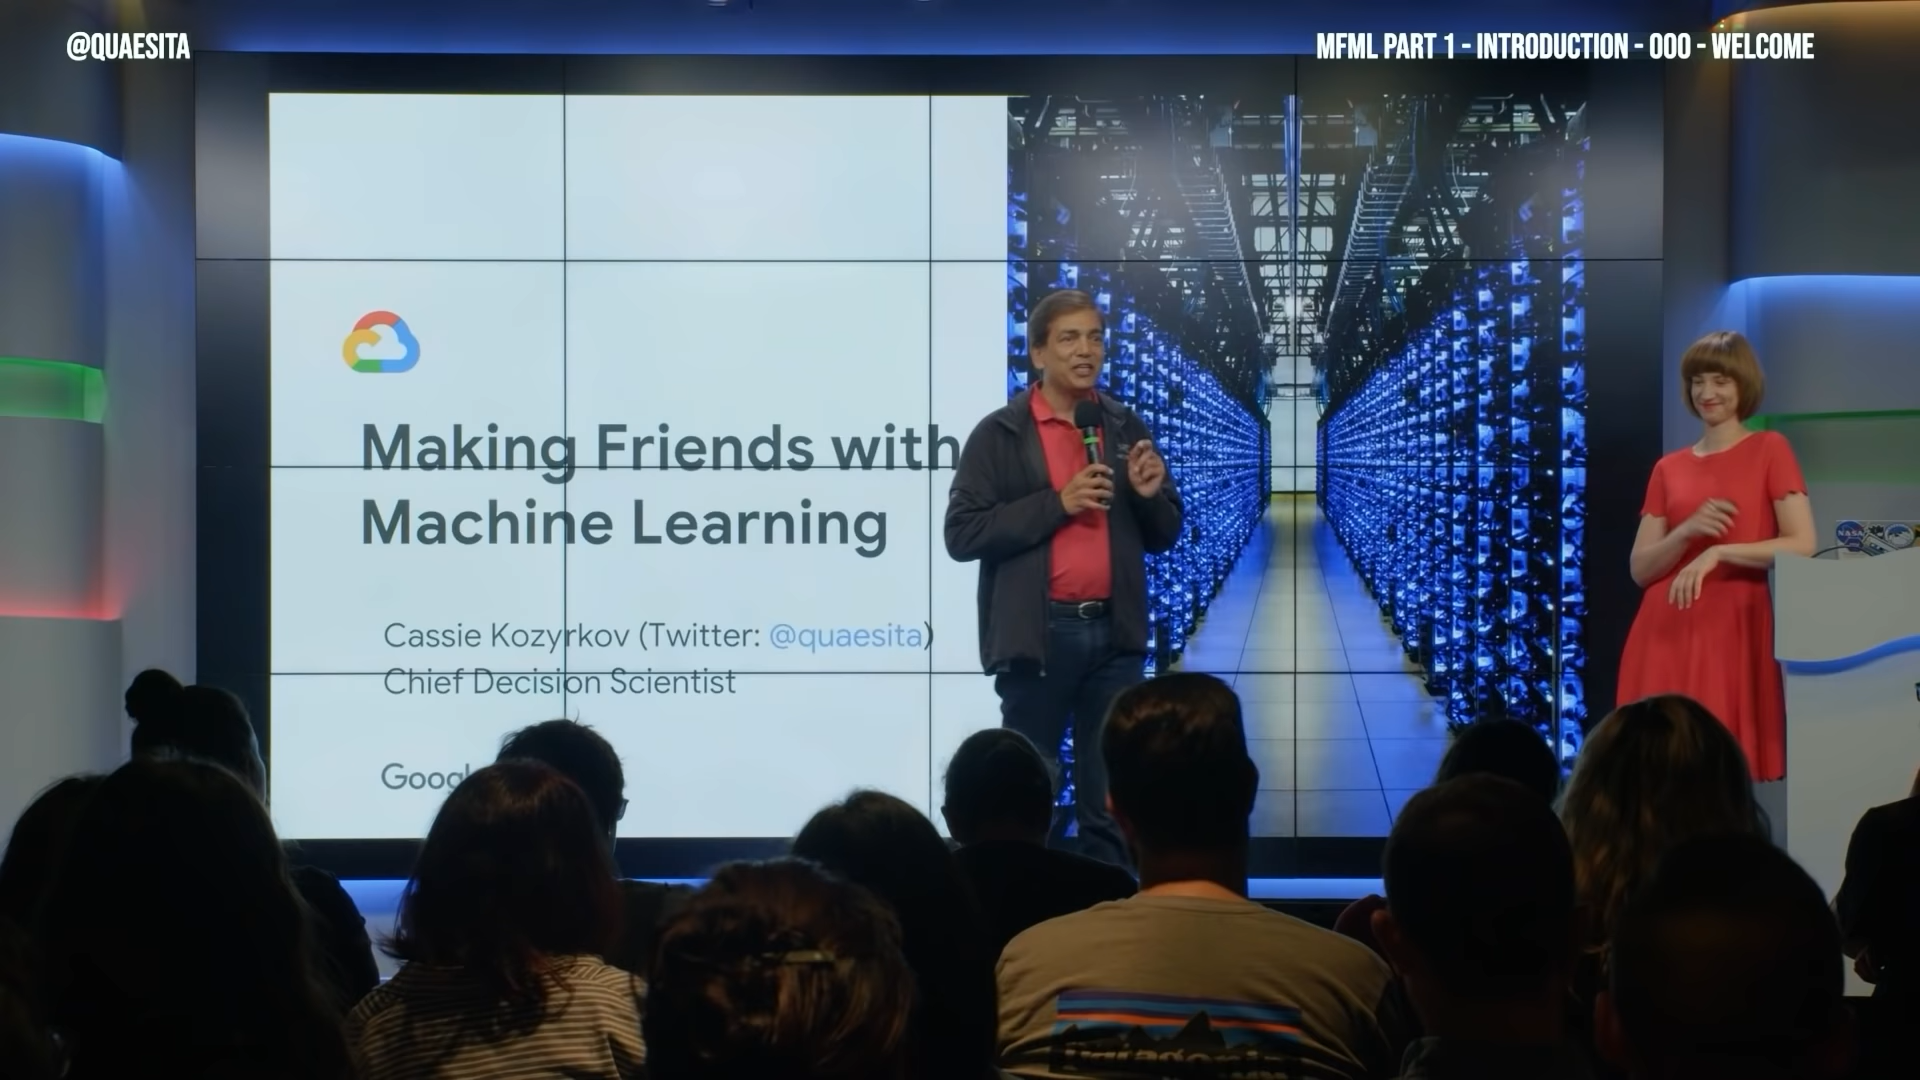 @QUAESITA
MFML PART 1 - INTRODUCTION - 000 - WELCOME
Making Friends with
Machine Learning
Cassie Kozyrkov (Twitter: @quaesita)
Chief Decision Scientist
NASA